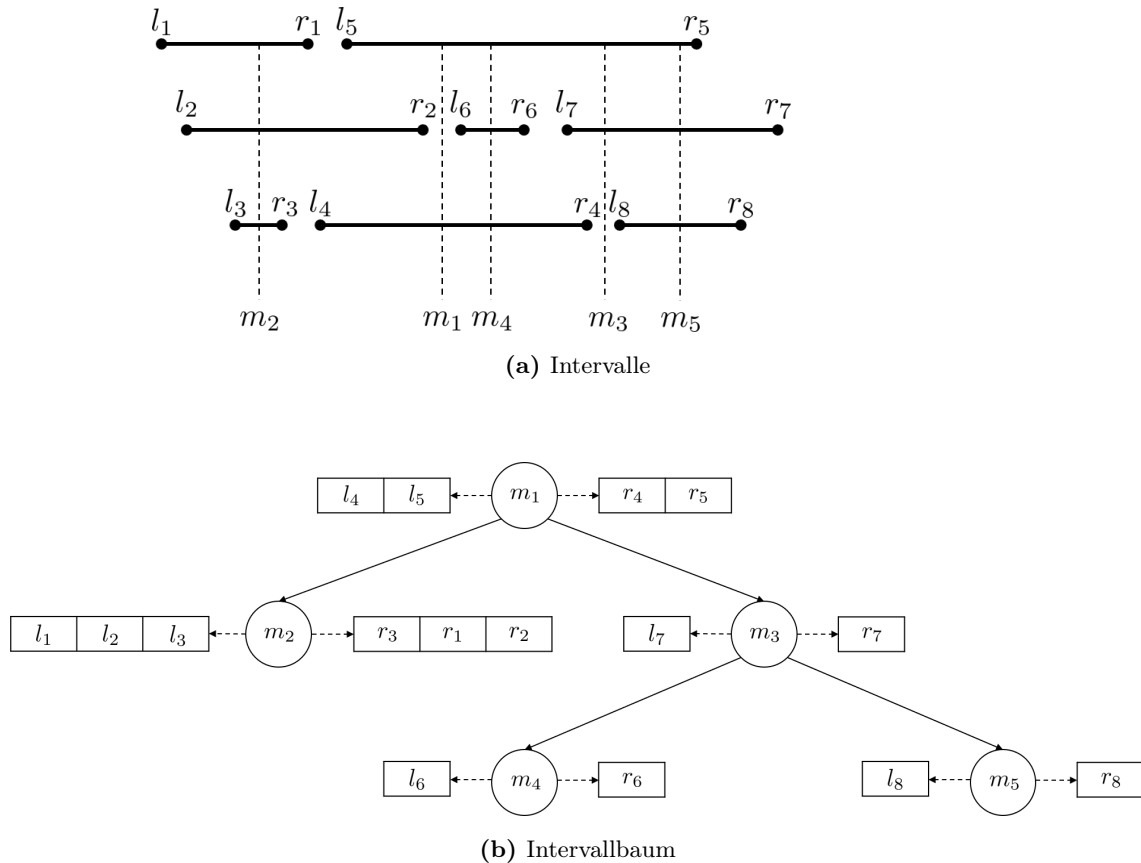 l₁ r₁ l₅ r₅
l₂ r₂ l₆ r₆ l₇ r₇
l₃ r₃ l₄ r₄ l₈ r₈
m₂ m₁ m₄ m₃ m₅
(a) Intervalle
l₄ l₅ m₁ r₄ r₅
l₁ l₂ l₃ m₂ r₃ r₁ r₂ l₇ m₃ r₇
l₆ m₄ r₆ l₈ m₅ r₈
(b) Intervallbaum